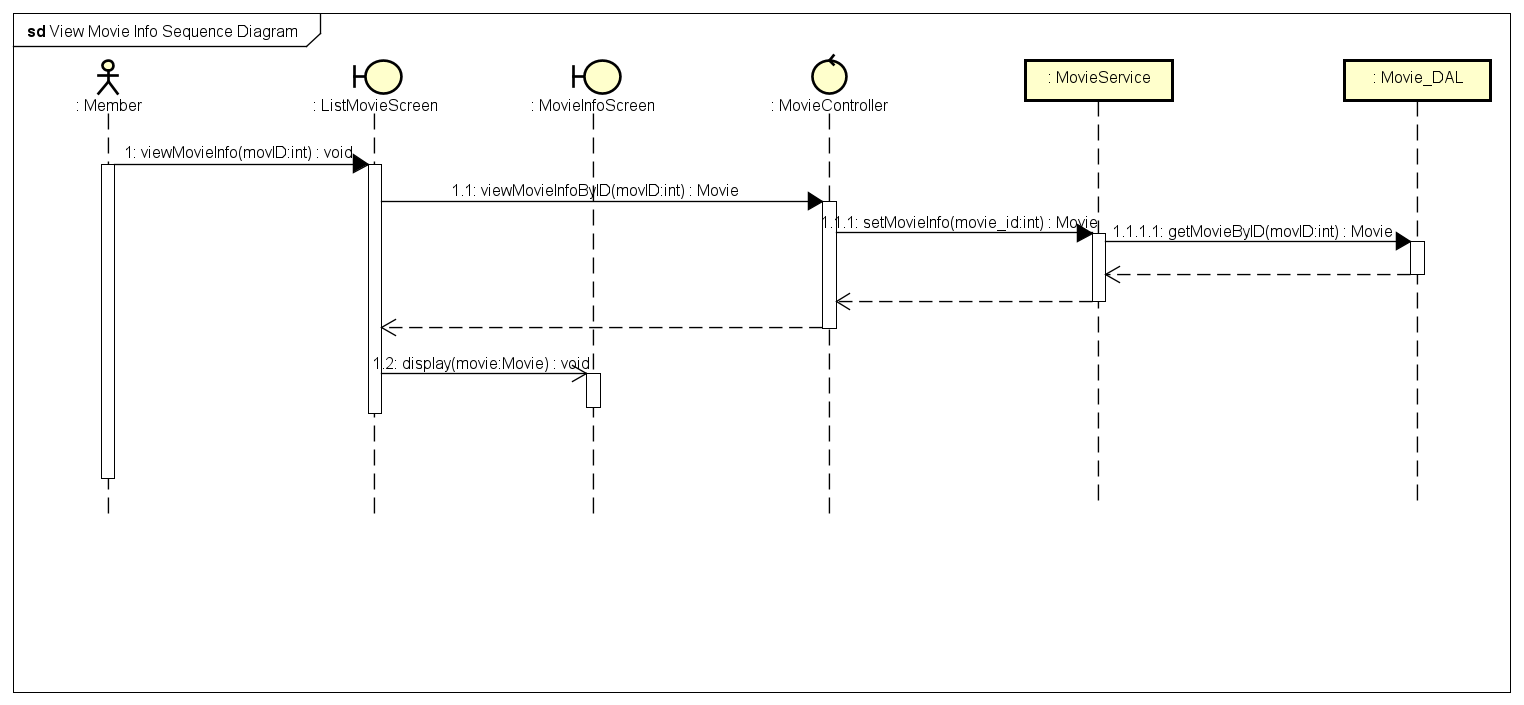 sd View Movie Info Sequence Diagram
: Member
: ListMovieScreen
: MovieInfoScreen
: MovieController
: MovieService
: Movie_DAL
1: viewMovieInfo(movID:int) : void
1.1: viewMovieInfoByID(movID:int) : Movie
1.1.1: setMovieInfo(movie_id:int) : Movie
1.1.1.1: getMovieByID(movID:int) : Movie
1.2: display(movie:Movie) : void